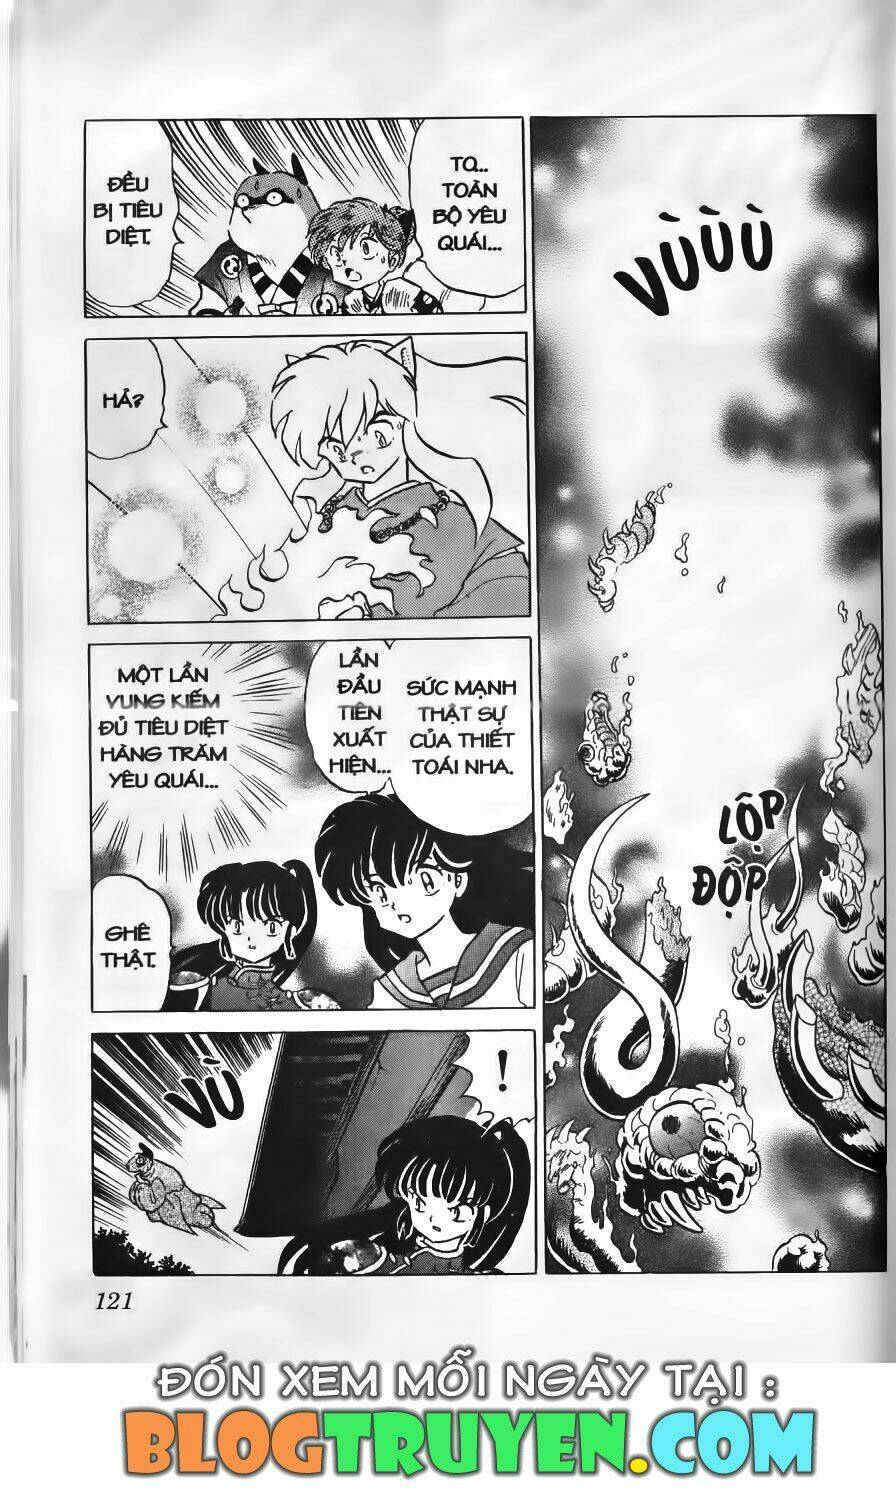 VÙÙÙ
LỘP
ĐỘP
TO...
TOÀN
BỘ YÊU
QUÁI...
ĐỀU
BỊ TIÊU
DIỆT.
HẢ?
SỨC MẠNH
THẬT SỰ
CỦA THIẾT
TOÁI NHA.
LẦN
ĐẦU
TIÊN
XUẤT
HIỆN...
MỘT LẦN
VUNG KIẾM
ĐỦ TIÊU DIỆT
HÀNG TRĂM
YÊU QUÁI...
GHÊ
THẬT.
!
VÙ
121
ĐÓN XEM MỖI NGÀY TẠI :
BLOGTRUYEN.COM